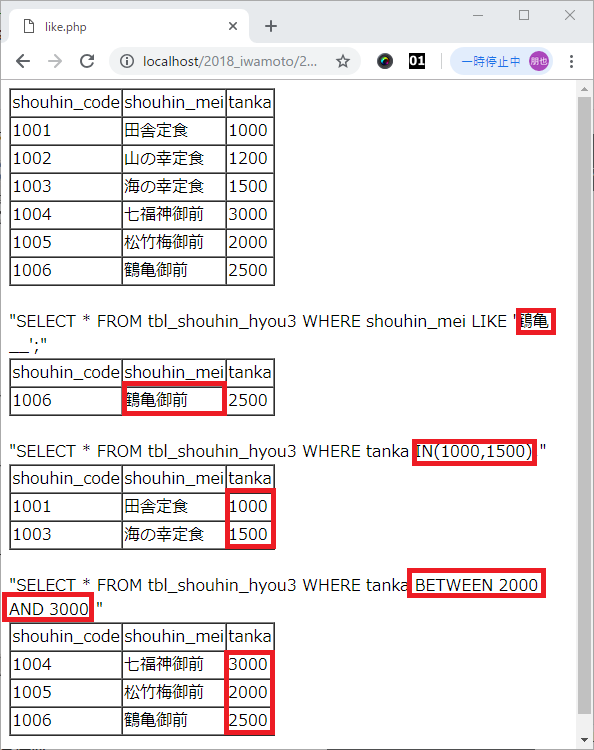 like.php
localhost/2018_iwamoto/2... 01 一時停止中 朋也
shouhin_code shouhin_mei tanka
1001 田舎定食 1000
1002 山の幸定食 1200
1003 海の幸定食 1500
1004 七福神御前 3000
1005 松竹梅御前 2000
1006 鶴亀御前 2500
"SELECT * FROM tbl_shouhin_hyou3 WHERE shouhin_mei LIKE '鶴亀
__';"
shouhin_code shouhin_mei tanka
1006 鶴亀御前 2500
"SELECT * FROM tbl_shouhin_hyou3 WHERE tanka IN(1000,1500) "
shouhin_code shouhin_mei tanka
1001 田舎定食 1000
1003 海の幸定食 1500
"SELECT * FROM tbl_shouhin_hyou3 WHERE tanka BETWEEN 2000
AND 3000 "
shouhin_code shouhin_mei tanka
1004 七福神御前 3000
1005 松竹梅御前 2000
1006 鶴亀御前 2500